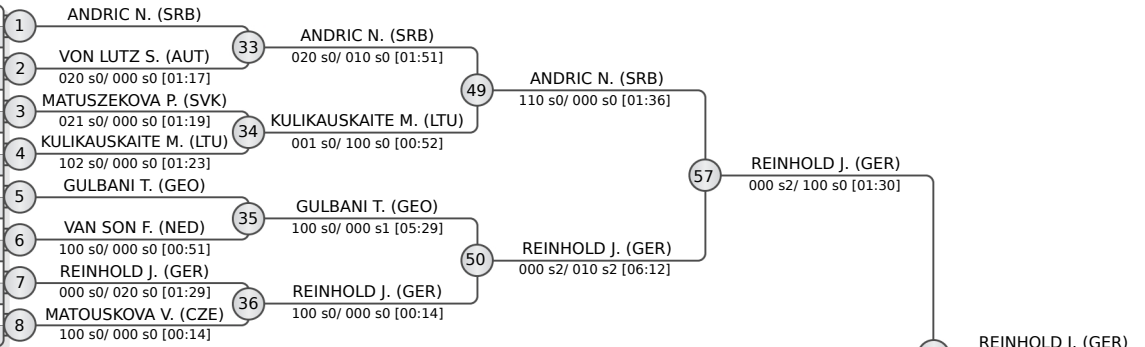 1
ANDRIC N. (SRB)
2
VON LUTZ S. (AUT)
020 s0/ 000 s0 [01:17]
3
MATUSZEKOVA P. (SVK)
021 s0/ 000 s0 [01:19]
4
KULIKAUSKAITE M. (LTU)
102 s0/ 000 s0 [01:23]
5
GULBANI T. (GEO)
6
VAN SON F. (NED)
100 s0/ 000 s0 [00:51]
7
REINHOLD J. (GER)
000 s0/ 020 s0 [01:29]
8
MATOUSKOVA V. (CZE)
100 s0/ 000 s0 [00:14]
33
ANDRIC N. (SRB)
020 s0/ 010 s0 [01:51]
34
KULIKAUSKAITE M. (LTU)
001 s0/ 100 s0 [00:52]
35
GULBANI T. (GEO)
100 s0/ 000 s1 [05:29]
36
REINHOLD J. (GER)
100 s0/ 000 s0 [00:14]
49
ANDRIC N. (SRB)
110 s0/ 000 s0 [01:36]
50
REINHOLD J. (GER)
000 s2/ 010 s2 [06:12]
57
REINHOLD J. (GER)
000 s2/ 100 s0 [01:30]
REINHOLD J. (GER)